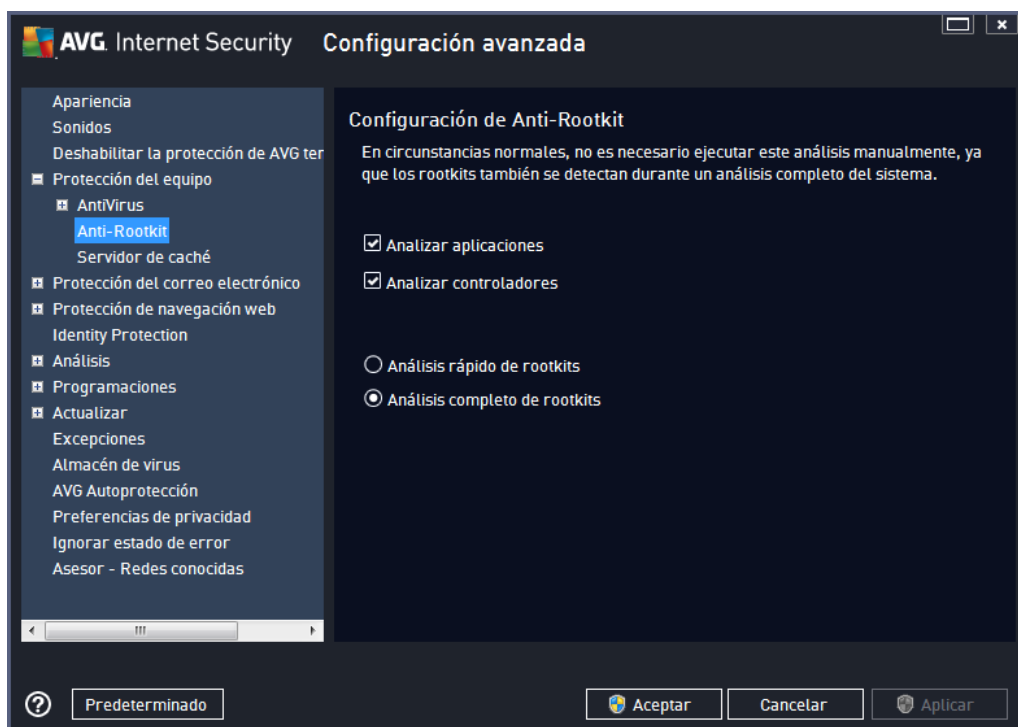 AVG. Internet Security
Configuración avanzada
Apariencia
Sonidos
Deshabilitar la protección de AVG ter
Protección del equipo
AntiVirus
Anti-Rootkit
Servidor de caché
Protección del correo electrónico
Protección de navegación web
Identity Protection
Análisis
Programaciones
Actualizar
Excepciones
Almacén de virus
AVG Autoprotección
Preferencias de privacidad
Ignorar estado de error
Asesor - Redes conocidas
Configuración de Anti-Rootkit
En circunstancias normales, no es necesario ejecutar este análisis manualmente, ya
que los rootkits también se detectan durante un análisis completo del sistema.
Analizar aplicaciones
Analizar controladores
Análisis rápido de rootkits
Análisis completo de rootkits
Predeterminado
Aceptar
Cancelar
Aplicar